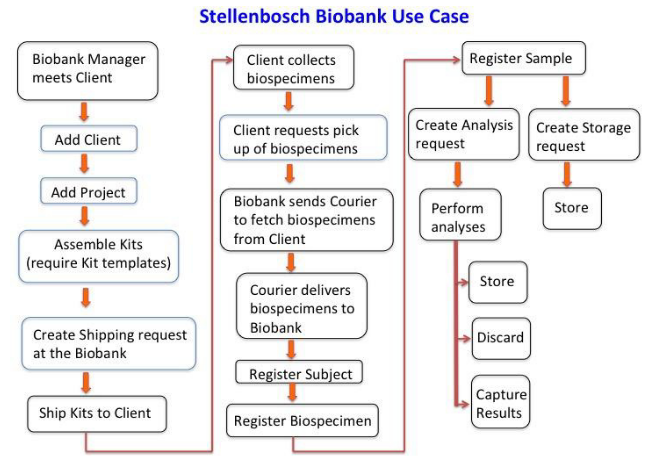 Stellenbosch Biobank Use Case
Biobank Manager
meets Client
Add Client
Add Project
Assemble Kits
(require Kit templates)
Create Shipping request
at the Biobank
Ship Kits to Client
Client collects
biospecimens
Client requests pick
up of biospecimens
Biobank sends Courier
to fetch biospecimens
from Client
Courier delivers
biospecimens to
Biobank
Register Subject
Register Biospecimen
Register Sample
Create Analysis
request
Perform
analyses
Store
Discard
Capture
Results
Create Storage
request
Store